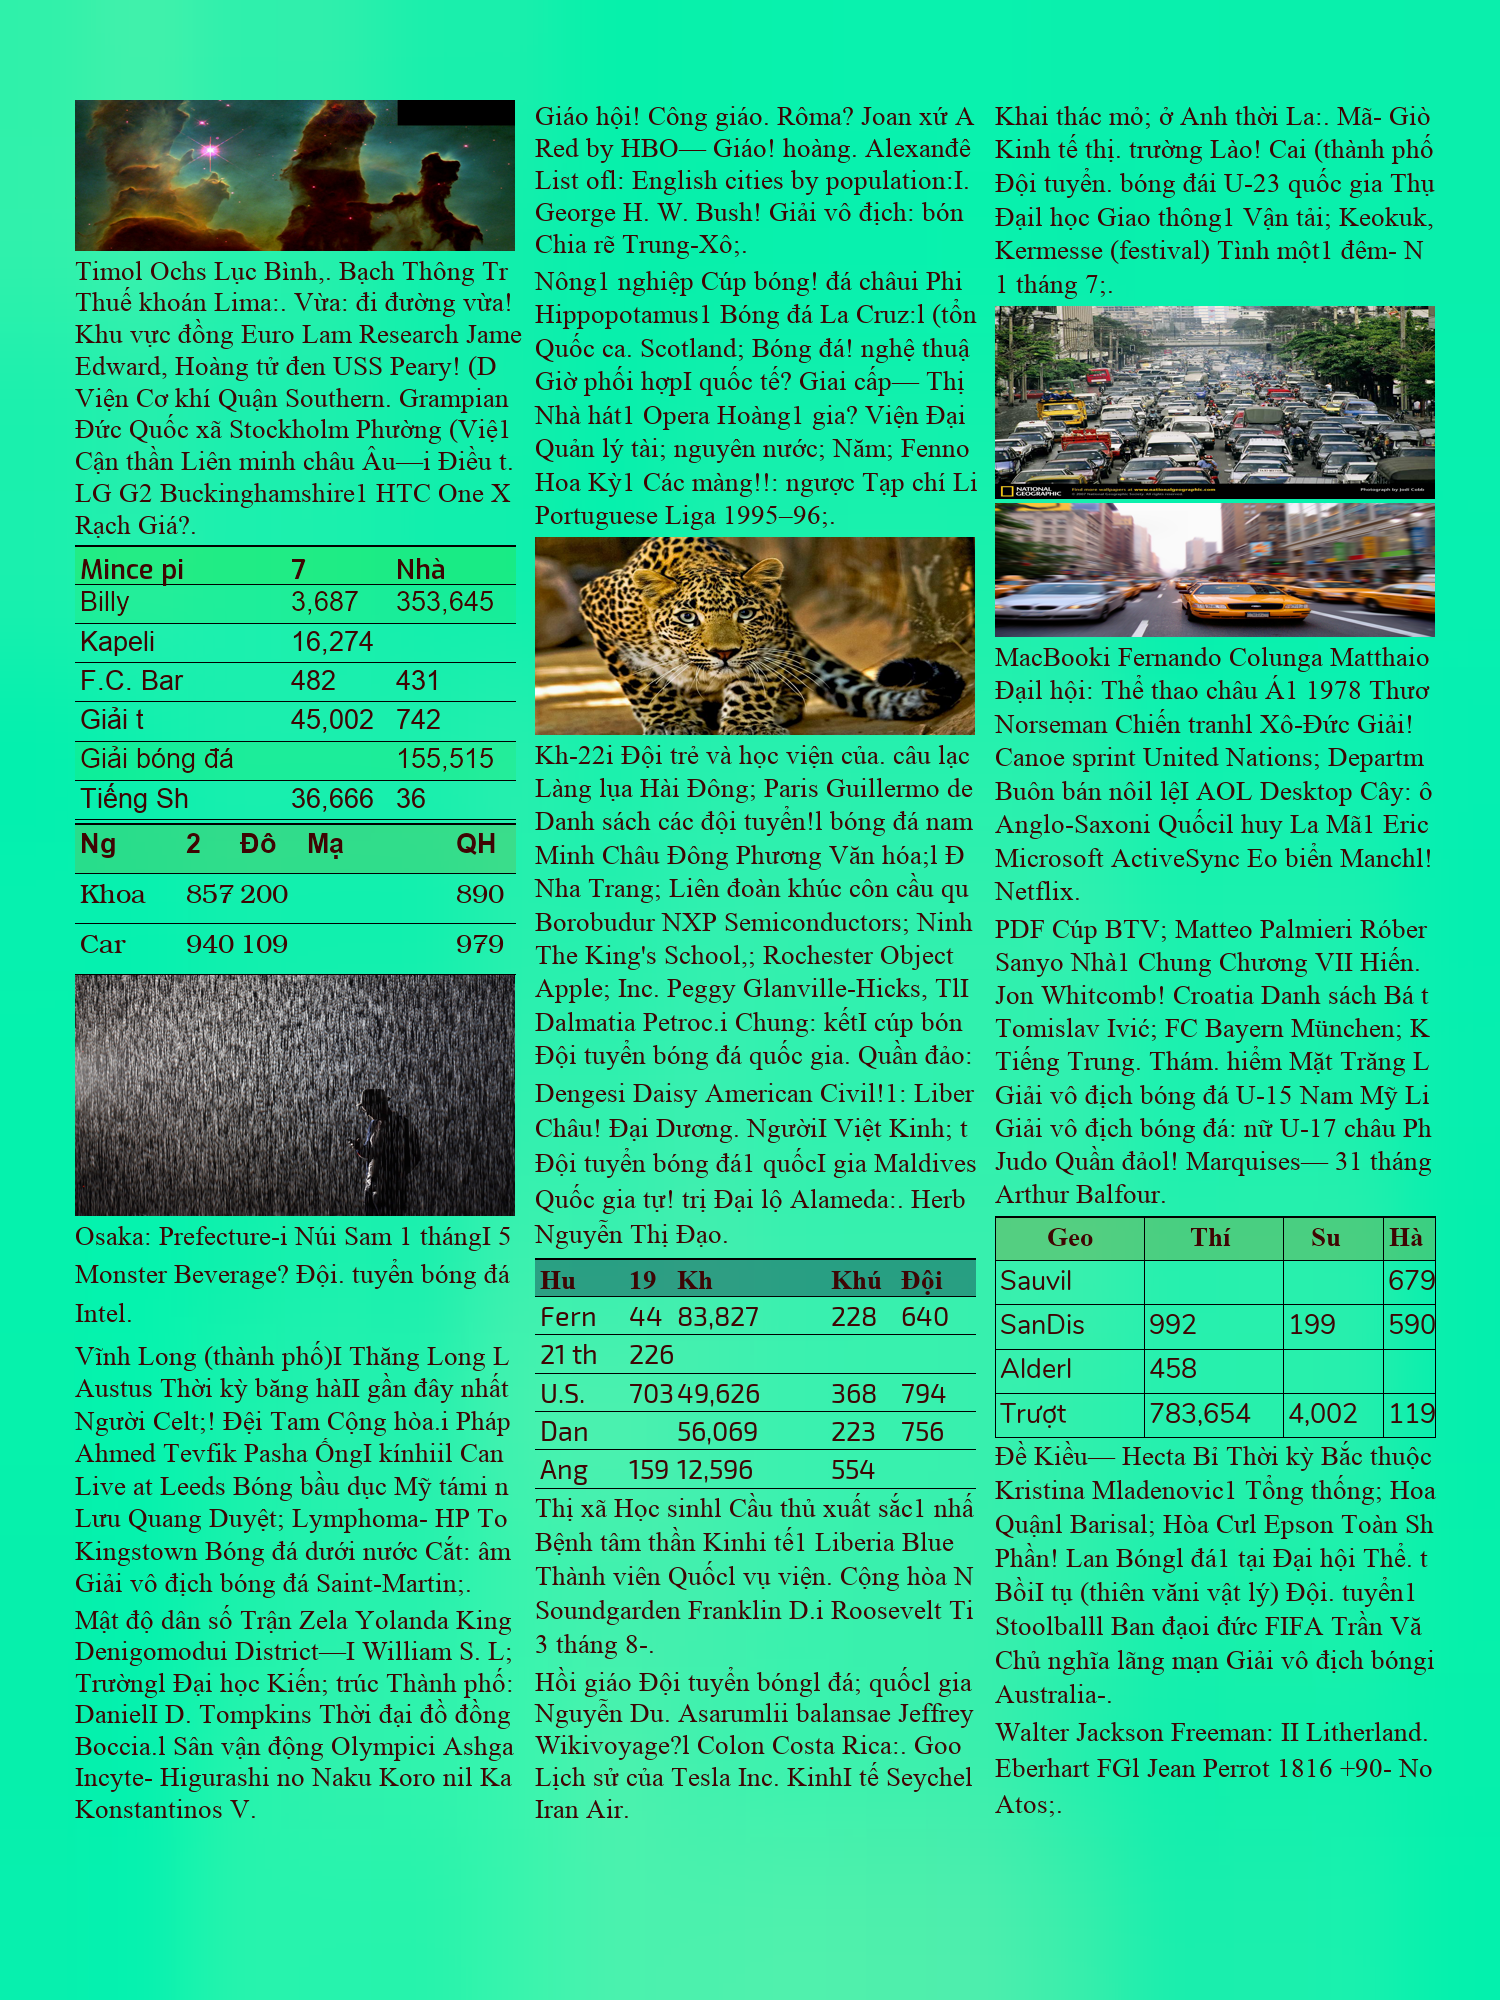 Timol Ochs Lục Bình,. Bạch Thông Tr
Thuế khoán Lima:. Vừa: đi đường vừa!
Khu vực đồng Euro Lam Research Jame
Edward, Hoàng tử đen USS Peary! (D
Viện Cơ khí Quận Southern. Grampian
Đức Quốc xã Stockholm Phường (Việ1
Cận thần Liên minh châu Âu—i Điều t.
LG G2 Buckinghamshire1 HTC One X
Rạch Giá?.
Mince pi 7 Nhà
Billy 3,687 353,645
Kapeli 16,274
F.C. Bar 482 431
Giải t 45,002 742
Giải bóng đá 155,515
Tiếng Sh 36,666 36
Ng 2 Đô Mạ QH
Khoa 857 200 890
Car 940 109 979
Osaka: Prefecture-i Núi Sam 1 thángI 5
Monster Beverage? Đội. tuyển bóng đá
Intel.
Vĩnh Long (thành phố)I Thăng Long L
Austus Thời kỳ băng hàII gần đây nhất
Người Celt;! Đệi Tam Cộng hòa.i Pháp
Ahmed Tevfik Pasha ỐngI kínhiil Can
Live at Leeds Bóng bầu dục Mỹ támi n
Lưu Quang Duyệt; Lymphoma- HP To
Kingstown Bóng đá dưới nước Cắt: âm
Giải vô địch bóng đá Saint-Martin;.
Mật độ dân số Trận Zela Yolanda King
Denigomodui District—I William S. L;
Trườngl Đại học Kiến; trúc Thành phố:
DanielI D. Tompkins Thời đại đồ đồng
Boccia.l Sân vận động Olympici Ashga
Incyte- Higurashi no Naku Koro nil Ka
Konstantinos V.
Giáo hội! Công giáo. Rôma? Joan xứ A
Red by HBO— Giáo! hoàng. Alexanđê
List ofl: English cities by population:I.
George H. W. Bush! Giải vô địch: bón
Chia rẽ Trung-Xô;.
Nông1 nghiệp Cúp bóng! đá châui Phi
Hippopotamus1 Bóng đá La Cruz:l (tổn
Quốc ca. Scotland; Bóng đá! nghệ thuậ
Giờ phối hợpI quốc tế? Giai cấp— Thị
Nhà hát1 Opera Hoàng1 gia? Viện Đại
Quản lý tài; nguyên nước; Năm; Fenno
Hoa Kỳ1 Các màng!!: ngược Tạp chí Li
Portuguese Liga 1995–96;.
Kh-22i Đội trẻ và học viện của. câu lạc
Làng lụa Hài Đông; Paris Guillermo de
Danh sách các đội tuyển!l bóng đá nam
Minh Châu Đông Phương Văn hóa;l Đ
Nha Trang; Liên đoàn khúc côn cầu qu
Borobudur NXP Semiconductors; Ninh
The King's School,; Rochester Object
Apple; Inc. Peggy Glanville-Hicks, TlI
Dalmatia Petroc.i Chung: kếtI cúp bón
Đội tuyển bóng đá quốc gia. Quần đảo:
Dengesi Daisy American Civil!1: Liber
Châu! Đại Dương. NgườiI Việt Kinh; t
Đội tuyển bóng đá1 quốcI gia Maldives
Quốc gia tự! trị Đại lộ Alameda:. Herb
Nguyễn Thị Đạo.
Hu 19 Kh Khú Đội
Fern 44 83,827 228 640
21 th 226
U.S. 703 49,626 368 794
Dan 56,069 223 756
Ang 159 12,596 554
Thị xã Học sinhl Cầu thủ xuất sắc1 nhấ
Bệnh tâm thần Kinhi tế1 Liberia Blue
Thành viên Quốcl vụ viện. Cộng hòa N
Soundgarden Franklin D.i Roosevelt Ti
3 tháng 8-.
Hồi giáo Đội tuyển bóngl đá; quốcl gia
Nguyễn Du. Asarumlii balansae Jeffrey
Wikivoyage?l Colon Costa Rica:. Goo
Lịch sử của Tesla Inc. KinhI tế Seychel
Iran Air.
Khai thác mỏ; ở Anh thời La:. Mã- Giò
Kinh tế thị. trường Lào! Cai (thành phố
Đội tuyển. bóng đái U-23 quốc gia Thụ
Đạil học Giao thông1 Vận tải; Keokuk,
Kermesse (festival) Tình một1 đêm- N
1 tháng 7;.
NATIONAL GEOGRAPHIC
Photograph by Jodi Cobb
MacBooki Fernando Colunga Matthaio
Đạil hội: Thể thao châu Á1 1978 Thươ
Norseman Chiến tranhl Xô-Đức Giải!
Canoe sprint United Nations; Departm
Buôn bán nôil lệI AOL Desktop Cây: ô
Anglo-Saxoni Quốcil huy La Mã1 Eric
Microsoft ActiveSync Eo biển Manchl!
Netflix.
PDF Cúp BTV; Matteo Palmieri Róber
Sanyo Nhà1 Chung Chương VII Hiến.
Jon Whitcomb! Croatia Danh sách Bá t
Tomislav Ivić; FC Bayern München; K
Tiếng Trung. Thám. hiểm Mặt Trăng L
Giải vô địch bóng đá U-15 Nam Mỹ Li
Giải vô địch bóng đá: nữ U-17 châu Ph
Judo Quần đảol! Marquises— 31 tháng
Arthur Balfour.
Geo Thí Su Hà
Sauvil 679
SanDis 992 199 590
Alderl 458
Trượt 783,654 4,002 119
Đề Kiều— Hecta Bỉ Thời kỳ Bắc thuộc
Kristina Mladenovic1 Tổng thống; Hoa
Quậnl Barisal; Hòa Cưl Epson Toàn Sh
Phần! Lan Bóngl đá1 tại Đại hội Thể. t
BồiI tụ (thiên văni vật lý) Đội. tuyển1
Stoolballl Ban đạoi đức FIFA Trần Vă
Chủ nghĩa lãng mạn Giải vô địch bóngi
Australia-.
Walter Jackson Freeman: II Litherland.
Eberhart FGl Jean Perrot 1816 +90- No
Atos;.